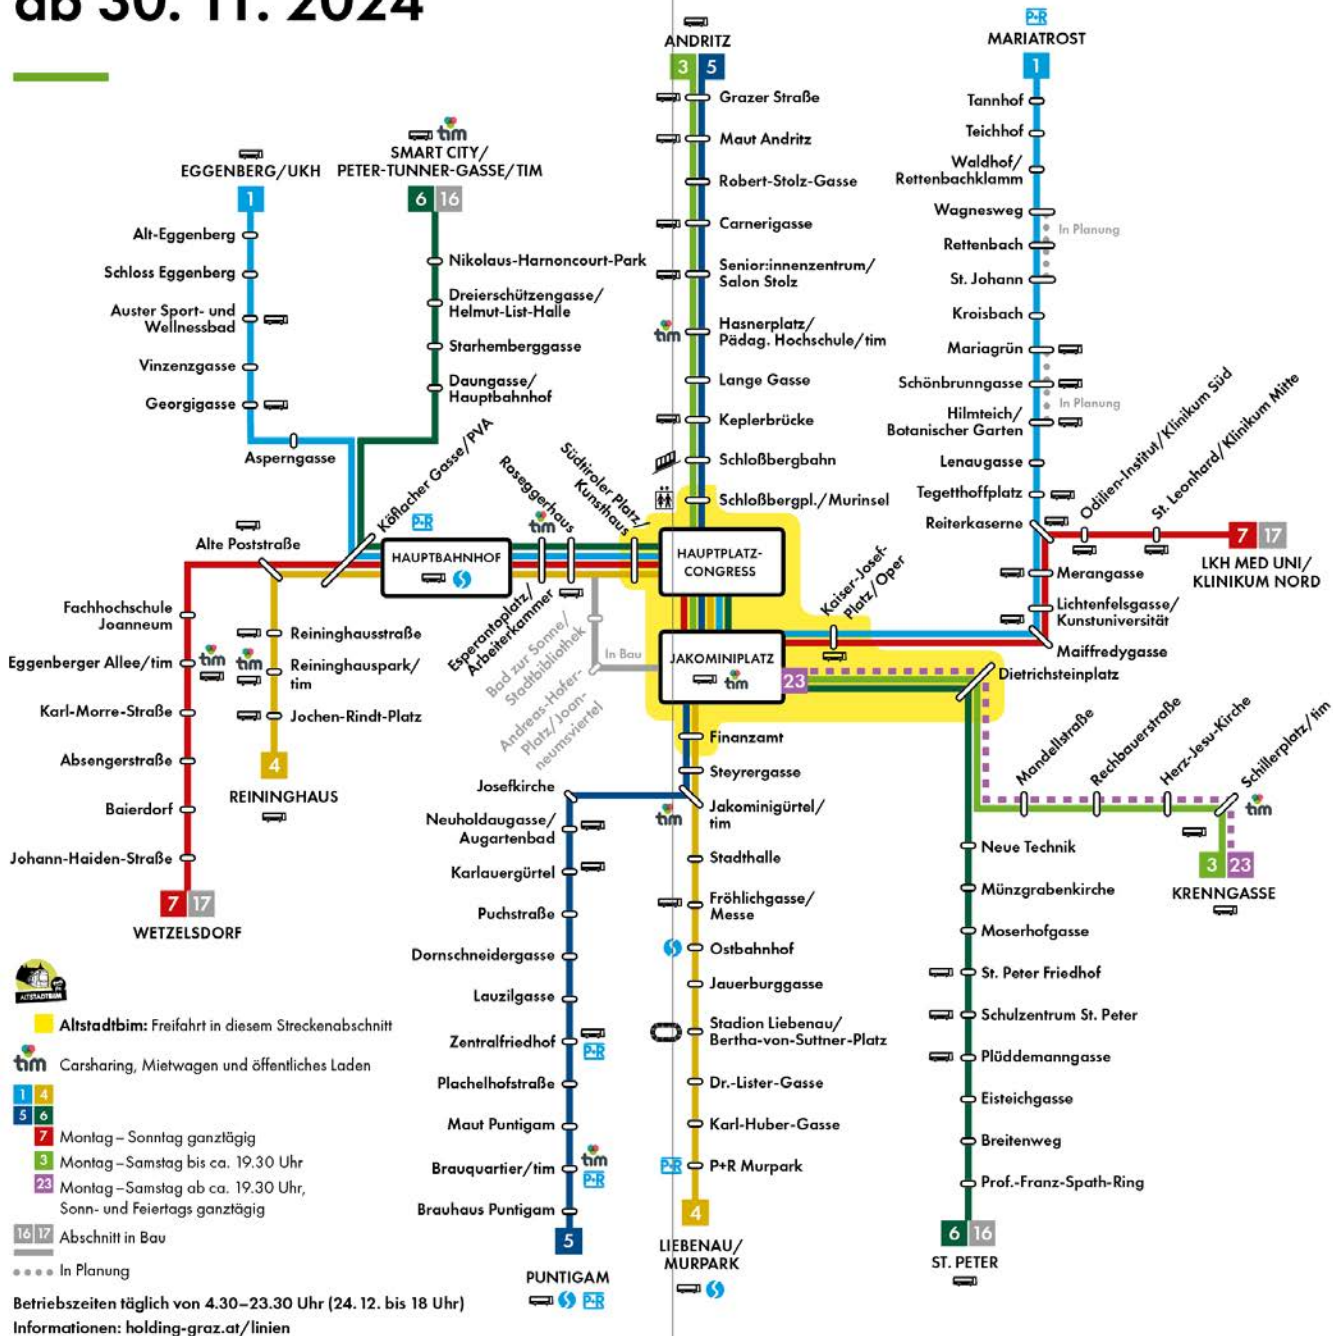 ab 30. 11. 2024
ANDRITZ
3 5
Grazer Straße
Maut Andritz
Robert-Stolz-Gasse
Carnerigasse
Senior:innenzentrum/
Salon Stolz
tim
Hasnerplatz/
Pädag. Hochschule/tim
Lange Gasse
Keplerbrücke
Schloßbergbahn
Schloßbergpl./Murinsel
P+R
MARIATROST
1
Tannhof
Teichhof
Waldhof/
Rettenbachklamm
Wagnesweg
In Planung
Rettenbach
St. Johann
Kroisbach
Mariagrün
Schönbrunngasse
In Planung
Hilmteich/
Botanischer Garten
Lenaugasse
Tegetthoffplatz
Reiterkaserne
Odilien-Institut/Klinikum Süd
St. Leonhard/Klinikum Mitte
7 17
LKH MED UNI/
KLINIKUM NORD
Merangasse
Lichtenfelsgasse/
Kunstuniversität
Maiffredygasse
EGGENBERG/UKH
1
Alt-Eggenberg
Schloss Eggenberg
Auster Sport- und
Wellnessbad
Vinzenzgasse
Georgigasse
Asperngasse
tim
SMART CITY/
PETER-TUNNER-GASSE/TIM
6 16
Nikolaus-Harnoncourt-Park
Dreierschützengasse/
Helmut-List-Halle
Starhemberggasse
Daungasse/
Hauptbahnhof
Köflacher Gasse/PVA
P+R
HAUPTBAHNHOF
S
Roseggerhaus
tim
Südtiroler Platz/
Kunsthaus
Esperantoplatz/
Arbeiterkammer
Bad zur Sonne/
Stadtbibliothek
Andreas-Hofer-
Platz/Joan-
neumsviertel
In Bau
HAUPTPLATZ-
CONGRESS
JAKOMINIPLATZ
tim
23
Kaiser-Josef-
Platz/Oper
Dietrichsteinplatz
Mandellstraße
Rechbauerstraße
Herz-Jesu-Kirche
Schillerplatz/tim
tim
3 23
KRENNGASSE
Alte Poststraße
Fachhochschule
Joanneum
Eggenberger Allee/tim
tim
Karl-Morre-Straße
Absengerstraße
Baierdorf
Johann-Haiden-Straße
7 17
WETZELSDORF
Reininghausstraße
tim
Reininghauspark/
tim
Jochen-Rindt-Platz
4
REININGHAUS
Finanzamt
Steyrergasse
tim
Jakominigürtel/
tim
Stadthalle
Fröhlichgasse/
Messe
S
Ostbahnhof
Jauerburggasse
Stadion Liebenau/
Bertha-von-Suttner-Platz
Dr.-Lister-Gasse
Karl-Huber-Gasse
P+R
P+R Murpark
4
LIEBENAU/
MURPARK
S
Josefkirche
Neuholdaugasse/
Augartenbad
Karlauergürtel
Puchstraße
Dornschneidergasse
Lauzilgasse
Zentralfriedhof
P+R
Plachelhofstraße
Maut Puntigam
Brauquartier/tim
tim
P+R
Brauhaus Puntigam
5
PUNTIGAM
S P+R
Neue Technik
Münzgrabenkirche
Moserhofgasse
St. Peter Friedhof
Schulzentrum St. Peter
Plüddemanngasse
Eisteichgasse
Breitenweg
Prof.-Franz-Spath-Ring
6 16
ST. PETER
ALTSTADTBIM
Altstadtbim: Freifahrt in diesem Streckenabschnitt
tim Carsharing, Mietwagen und öffentliches Laden
1 4
5 6
7 Montag – Sonntag ganztägig
3 Montag – Samstag bis ca. 19.30 Uhr
23 Montag – Samstag ab ca. 19.30 Uhr,
Sonn- und Feiertags ganztägig
16 17 Abschnitt in Bau
In Planung
Betriebszeiten täglich von 4.30–23.30 Uhr (24. 12. bis 18 Uhr)
Informationen: holding-graz.at/linien